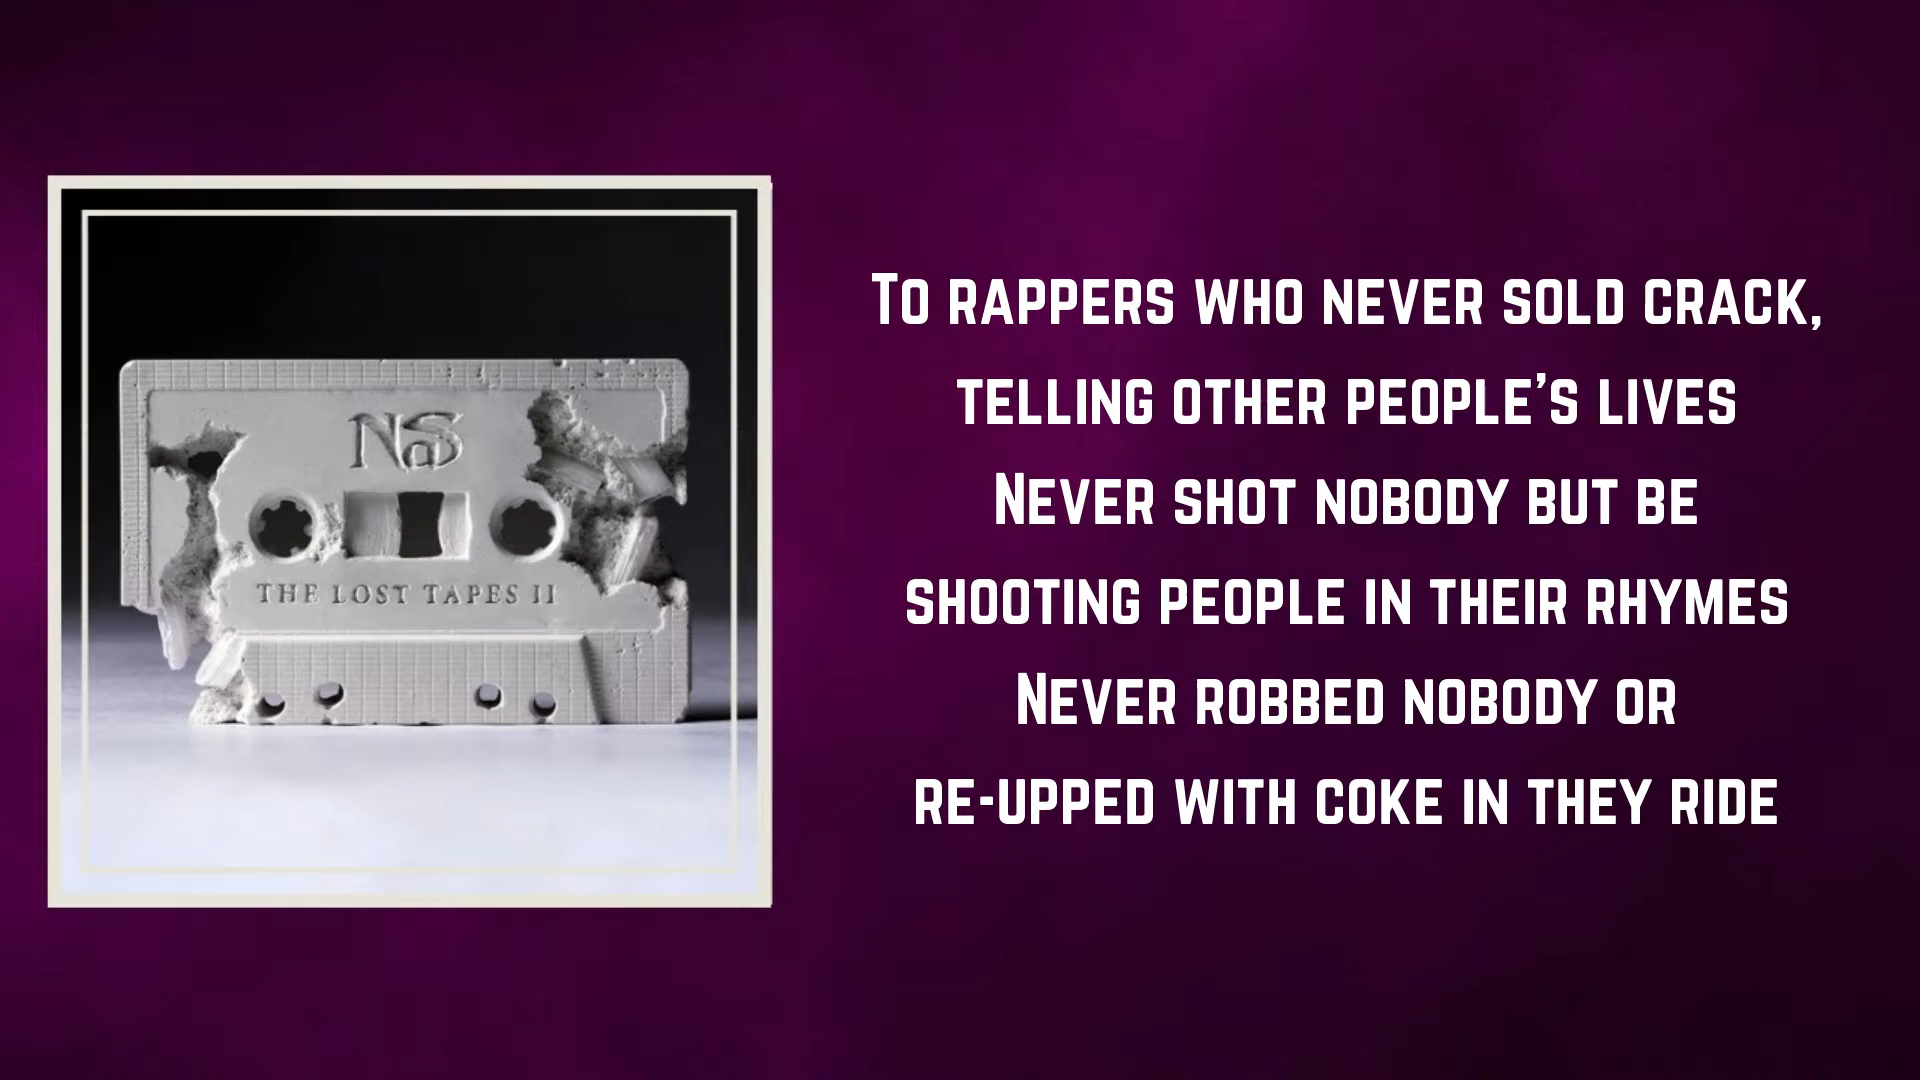 NaS
THE LOST TAPES II
To rappers who never sold crack,
telling other people's lives
Never shot nobody but be
shooting people in their rhymes
Never robbed nobody or
re-upped with coke in they ride